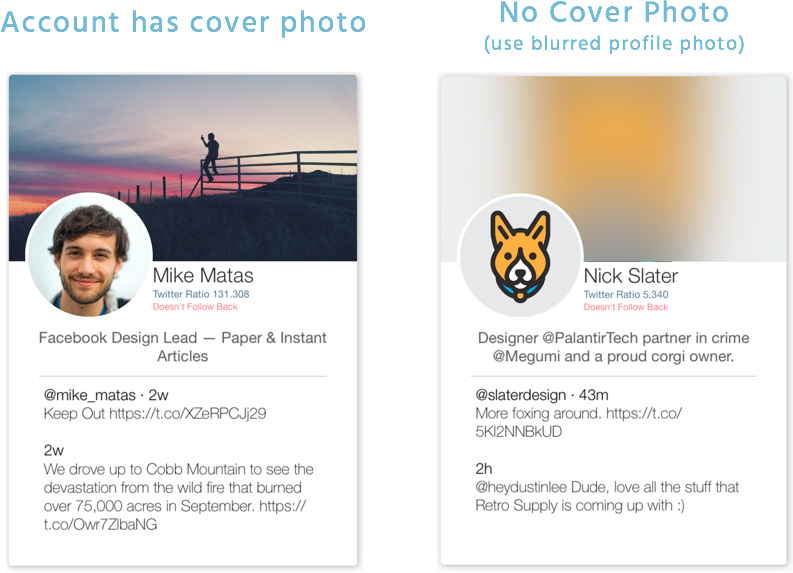 Account has cover photo
Mike Matas
Twitter Ratio 131.308
Doesn't Follow Back
Facebook Design Lead — Paper & Instant
Articles
@mike_matas · 2w
Keep Out https://t.co/XZeRPCJj29
2w
We drove up to Cobb Mountain to see the
devastation from the wild fire that burned
over 75,000 acres in September. https://
t.co/Owr7ZlbaNG
No Cover Photo
(use blurred profile photo)
Nick Slater
Twitter Ratio 5.340
Doesn't Follow Back
Designer @PalantirTech partner in crime
@Megumi and a proud corgi owner.
@slaterdesign · 43m
More foxing around. https://t.co/
5Kl2NNBkUD
2h
@heydustinlee Dude, love all the stuff that
Retro Supply is coming up with :)